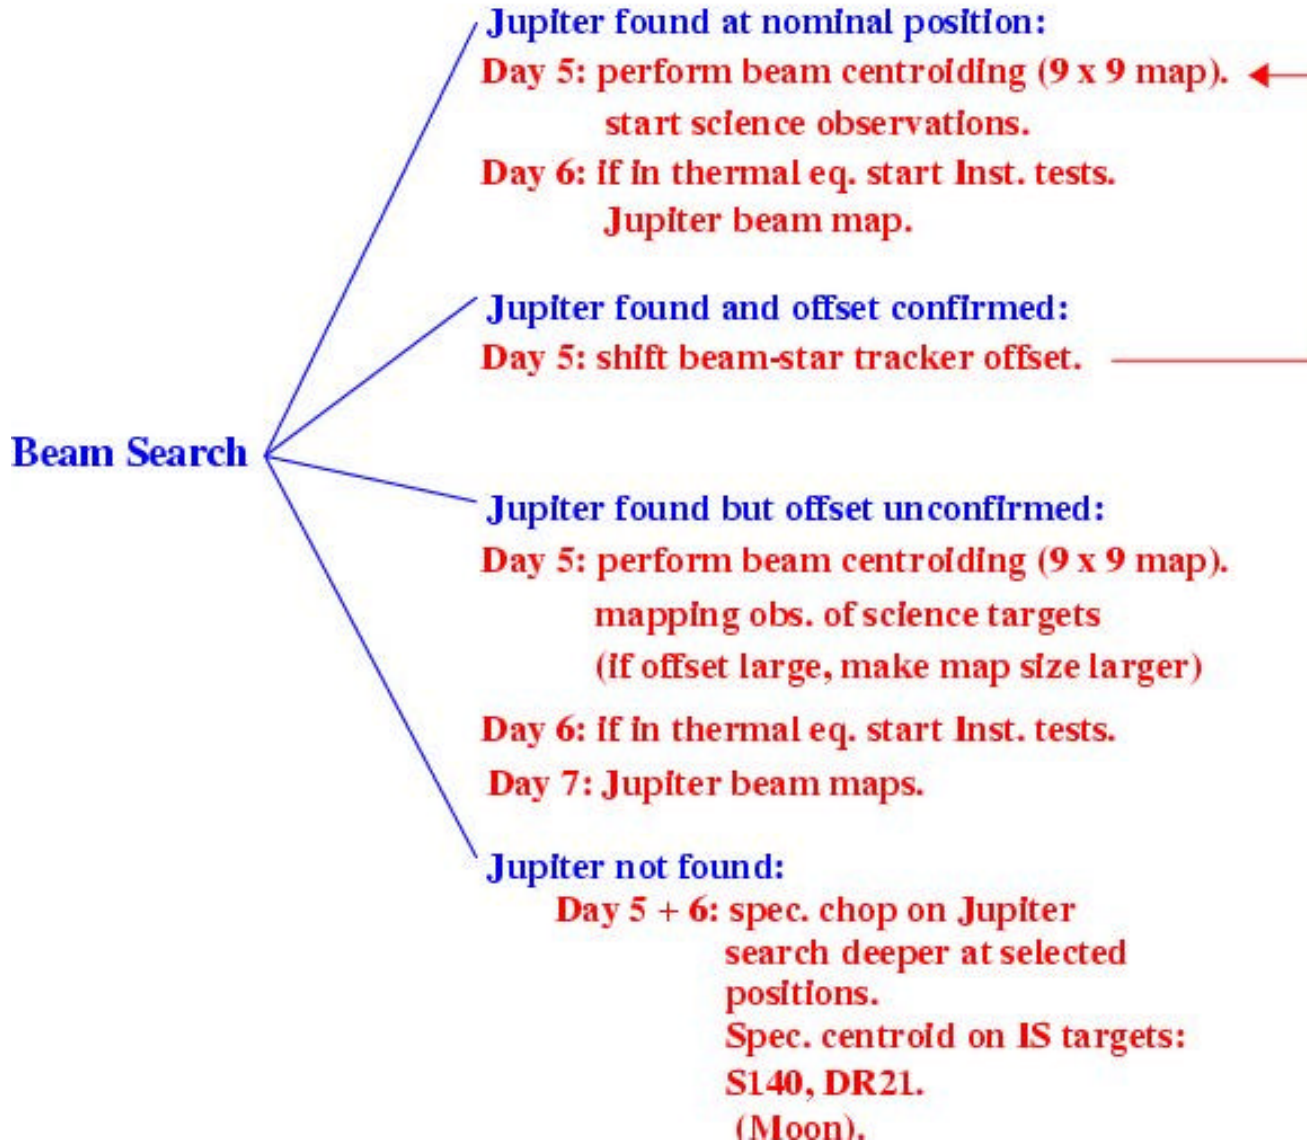 Jupiter found at nominal position:
Day 5: perform beam centroiding (9 x 9 map).
start science observations.
Day 6: if in thermal eq. start Inst. tests.
Jupiter beam map.
Jupiter found and offset confirmed:
Day 5: shift beam-star tracker offset.
Beam Search
Jupiter found but offset unconfirmed:
Day 5: perform beam centroiding (9 x 9 map).
mapping obs. of science targets
(if offset large, make map size larger)
Day 6: if in thermal eq. start Inst. tests.
Day 7: Jupiter beam maps.
Jupiter not found:
Day 5 + 6: spec. chop on Jupiter
search deeper at selected
positions.
Spec. centroid on IS targets:
S140, DR21.
(Moon).